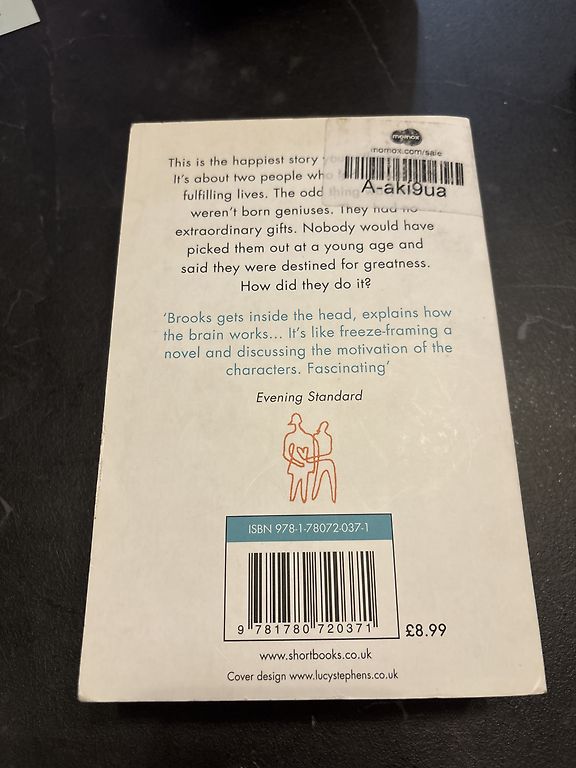 momox
momox.com/sale
A-aki9ua
This is the happiest story
It's about two people who
fulfilling lives. The odd thing
weren't born geniuses. They had no
extraordinary gifts. Nobody would have
picked them out at a young age and
said they were destined for greatness.
How did they do it?
'Brooks gets inside the head, explains how
the brain works... It's like freeze-framing a
novel and discussing the motivation of the
characters. Fascinating'
Evening Standard
ISBN 978-1-78072-037-1
9 781780 720371
£8.99
www.shortbooks.co.uk
Cover design www.lucystephens.co.uk